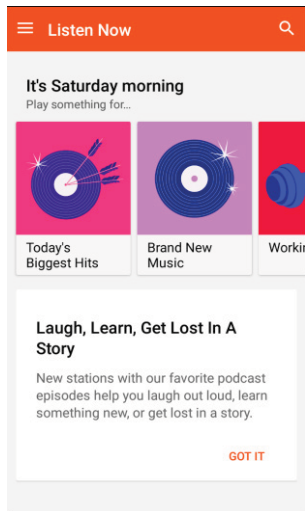 Listen Now
It's Saturday morning
Play something for...
Today's
Biggest Hits
Brand New
Music
Workin
Laugh, Learn, Get Lost In A
Story
New stations with our favorite podcast
episodes help you laugh out loud, learn
something new, or get lost in a story.
GOT IT